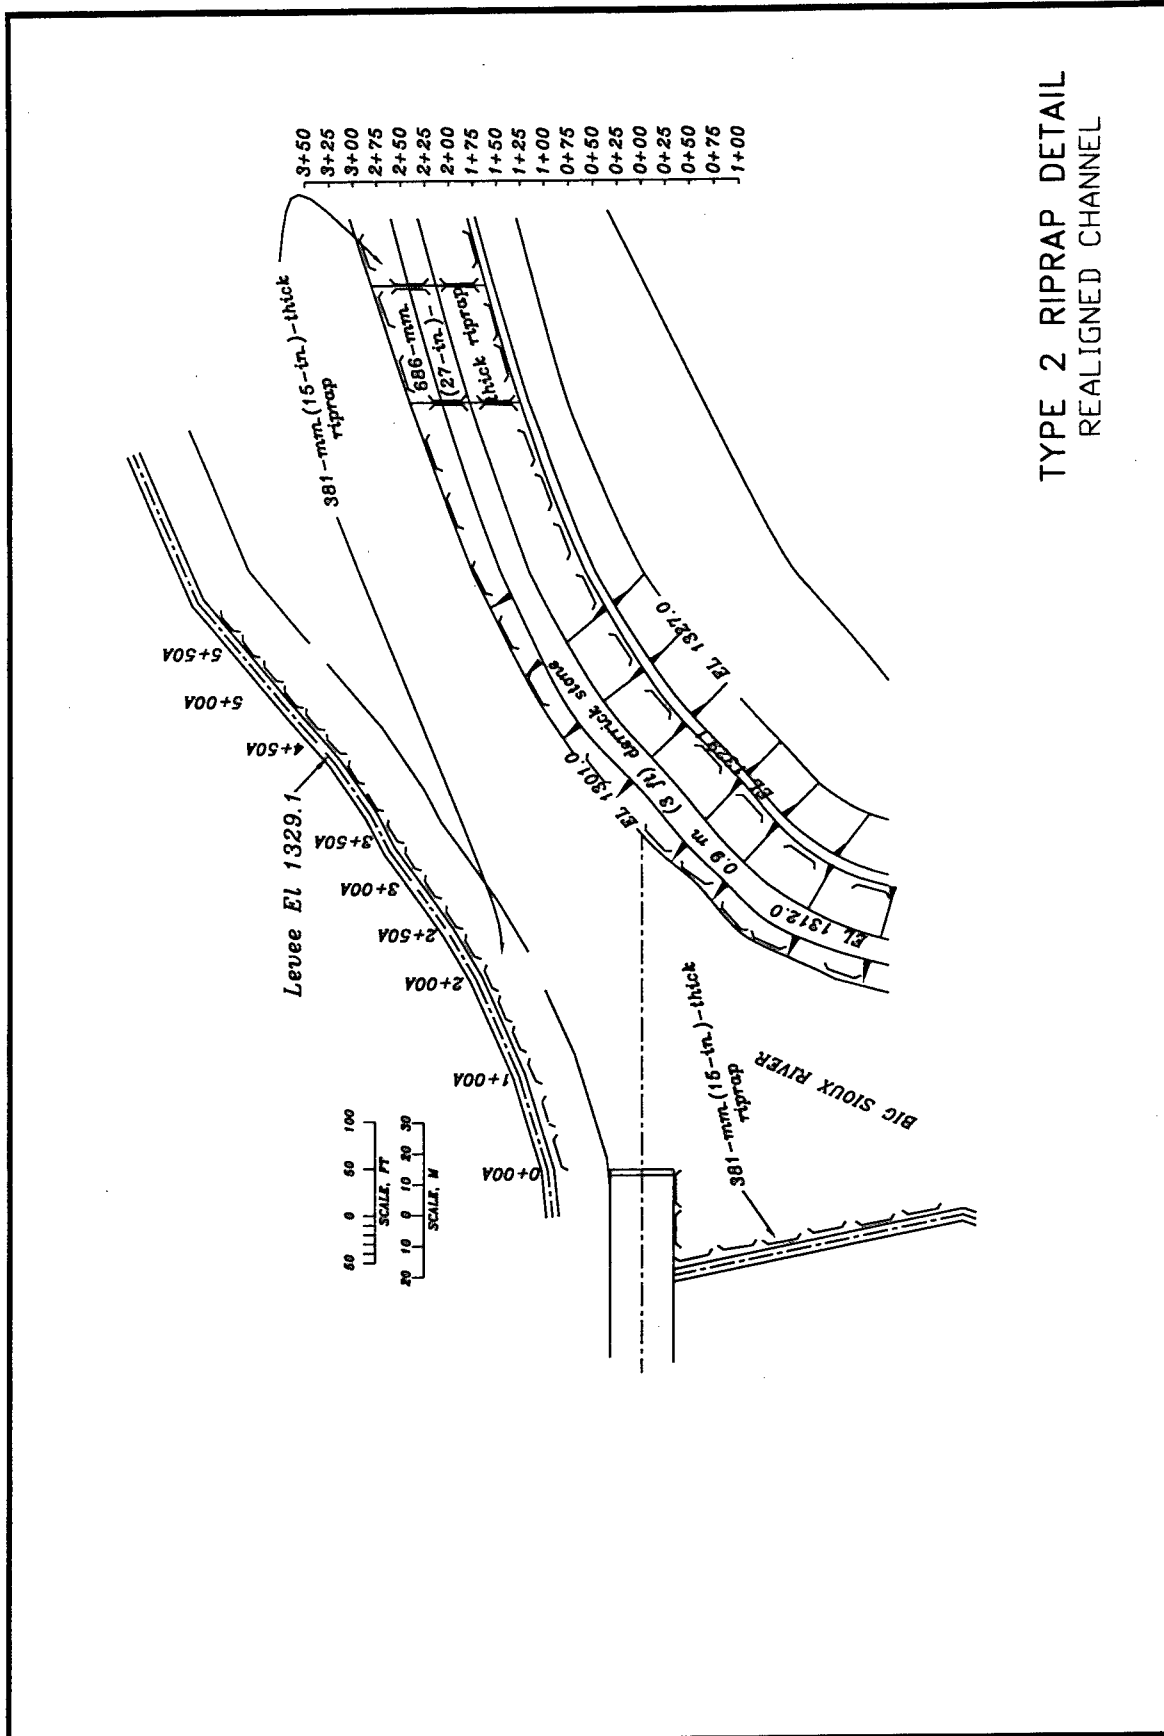 TYPE 2 RIPRAP DETAIL
REALIGNED CHANNEL
3+50
3+25
3+00
2+75
2+50
2+25
2+00
1+75
1+50
1+25
1+00
0+75
0+50
0+25
0+00
0+25
0+50
0+75
1+00
381-mm (15-in.)-thick
riprap
686-mm
(27-in.)-
thick riprap
5+50A
5+00A
4+50A
3+50A
3+00A
2+50A
2+00A
1+00A
0+00A
Levee El 1329.1
EL 1301.0
0.9 m (3 ft) derrick stone
EL 1312.0
EL 1329.1
EL 1327.0
BIG SIOUX RIVER
381-mm (15-in.)-thick
riprap
50 0 50 100
SCALE, FT
20 10 0 10 20 30
SCALE, M